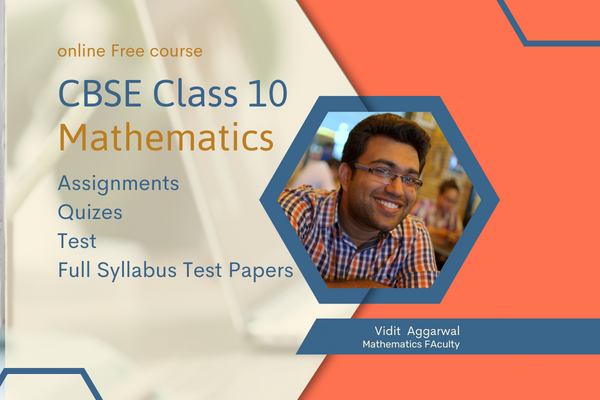 online Free course
CBSE Class 10
Mathematics
Assignments
Quizes
Test
Full Syllabus Test Papers
Vidit Aggarwal
Mathematics FAculty